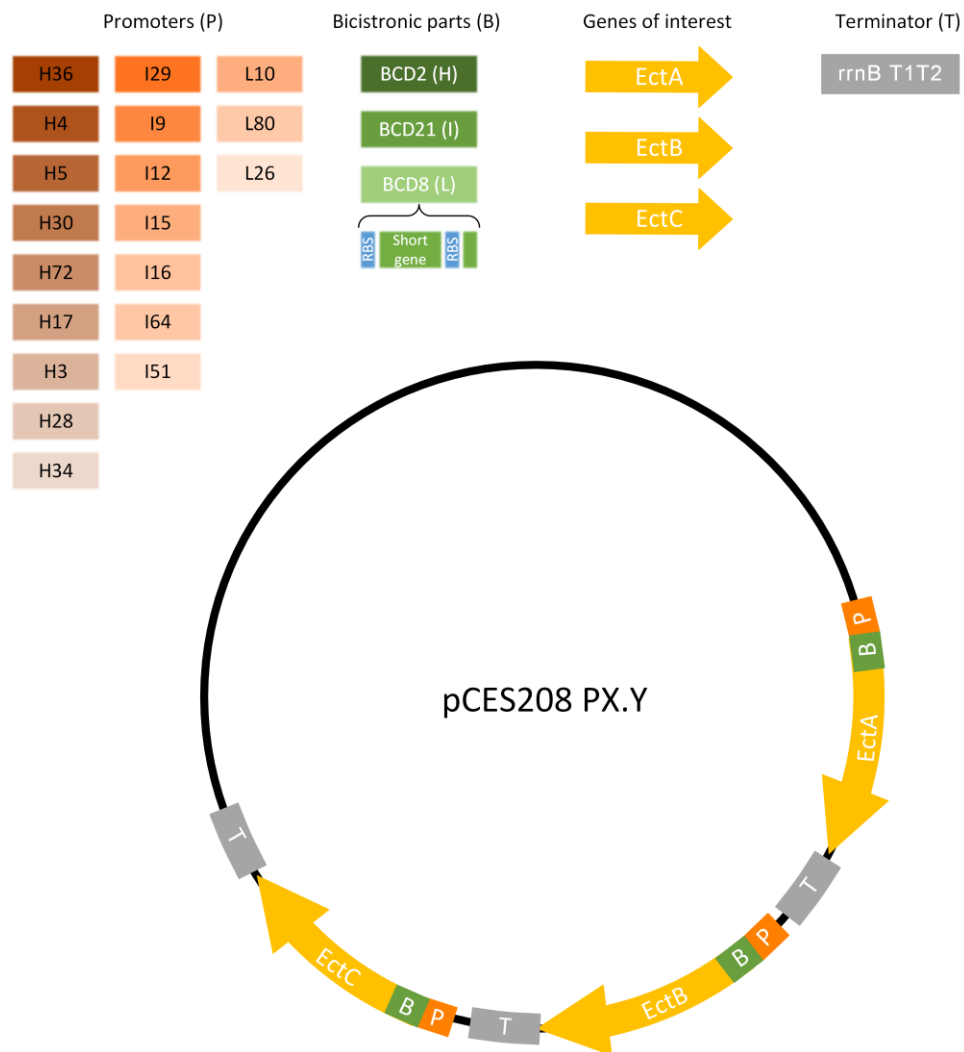 Promoters (P)
Bicistronic parts (B)
Genes of interest
Terminator (T)
H36
I29
L10
H4
I9
L80
H5
I12
L26
H30
I15
H72
I16
H17
I64
H3
I51
H28
H34
BCD2 (H)
BCD21 (I)
BCD8 (L)
RBS
Short
gene
RBS
EctA
EctB
EctC
rrnB T1T2
pCES208 PX.Y
P
B
EctA
T
P
B
EctB
T
P
B
EctC
T